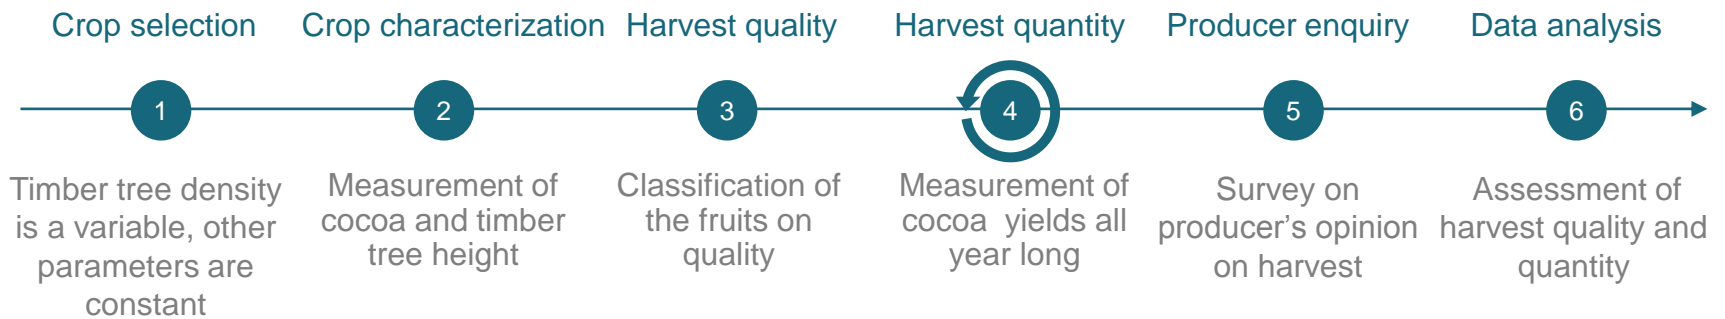 Crop selection
Crop characterization
Harvest quality
Harvest quantity
Producer enquiry
Data analysis
1
2
3
4
5
6
Timber tree density
is a variable, other
parameters are
constant
Measurement of
cocoa and timber
tree height
Classification of
the fruits on
quality
Measurement of
cocoa yields all
year long
Survey on
producer’s opinion
on harvest
Assessment of
harvest quality and
quantity